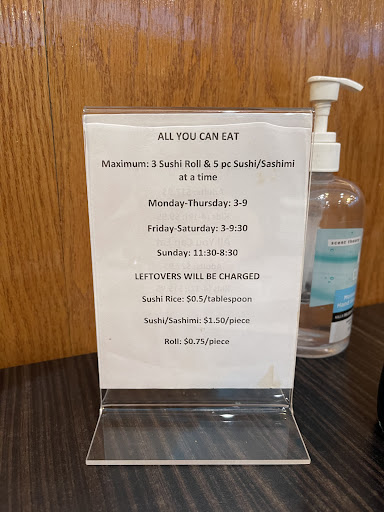 ALL YOU CAN EAT
Maximum: 3 Sushi Roll & 5 pc Sushi/Sashimi
at a time
Monday-Thursday: 3-9
Friday-Saturday: 3-9:30
Sunday: 11:30-8:30
LEFTOVERS WILL BE CHARGED
Sushi Rice: $0.5/tablespoon
Sushi/Sashimi: $1.50/piece
Roll: $0.75/piece